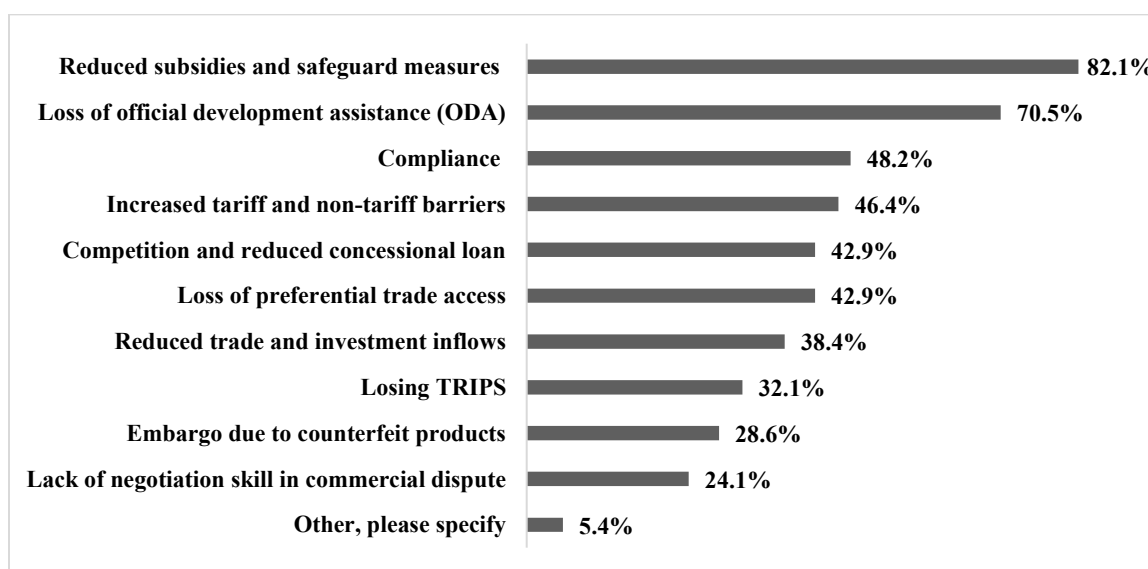 Reduced subsidies and safeguard measures 82.1%
Loss of official development assistance (ODA) 70.5%
Compliance 48.2%
Increased tariff and non-tariff barriers 46.4%
Competition and reduced concessional loan 42.9%
Loss of preferential trade access 42.9%
Reduced trade and investment inflows 38.4%
Losing TRIPS 32.1%
Embargo due to counterfeit products 28.6%
Lack of negotiation skill in commercial dispute 24.1%
Other, please specify 5.4%